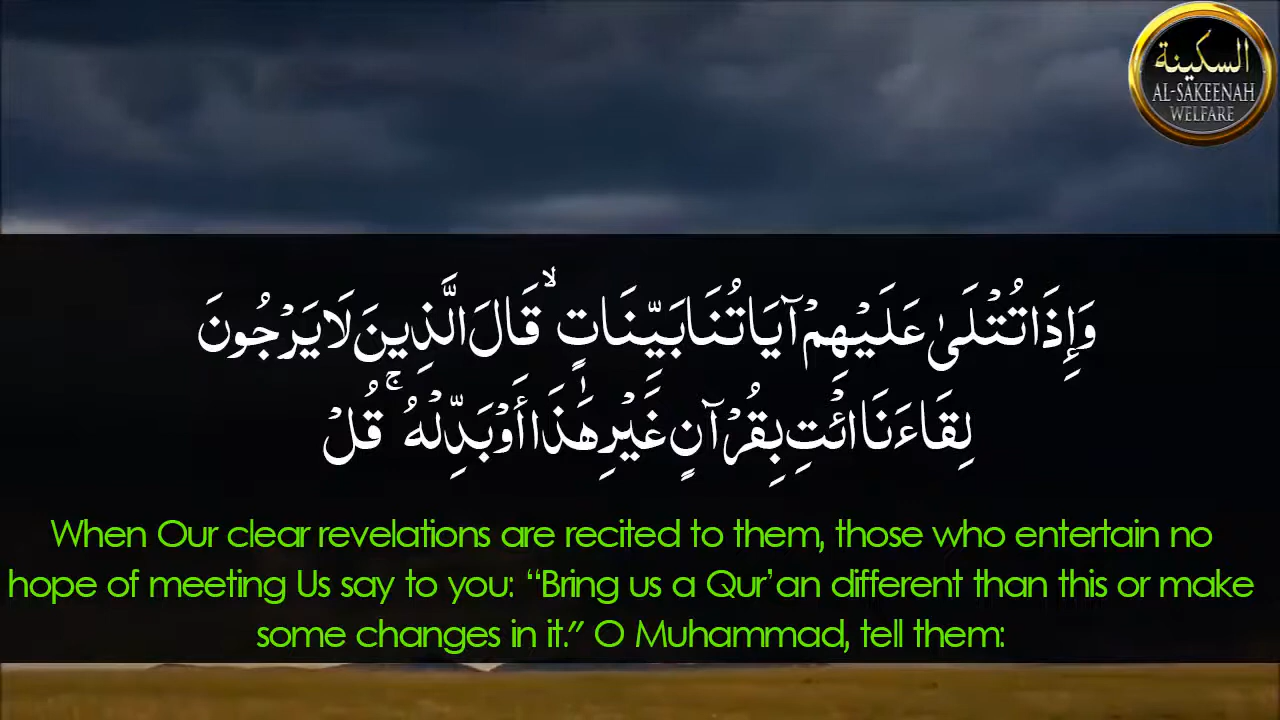 السكينة
AL-SAKEENAH
WELFARE
وَإِذَا تُتْلَىٰ عَلَيْهِمْ آيَاتُنَا بَيِّنَاتٍ ۙ قَالَ الَّذِينَ لَا يَرْجُونَ
لِقَاءَنَا ائْتِ بِقُرْآنٍ غَيْرِ هَٰذَا أَوْ بَدِّلْهُ ۚ قُلْ
When Our clear revelations are recited to them, those who entertain no
hope of meeting Us say to you: “Bring us a Qur’an different than this or make
some changes in it.” O Muhammad, tell them: